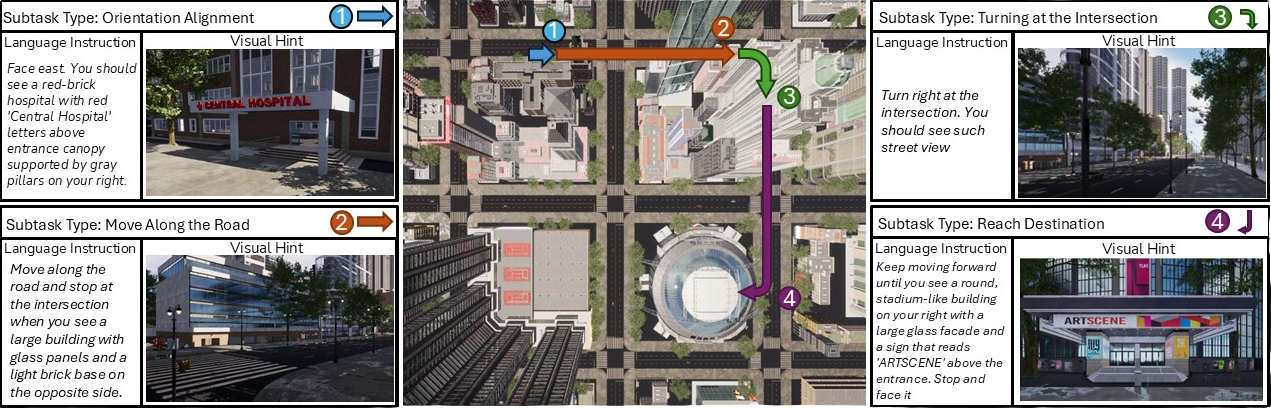 Subtask Type: Orientation Alignment
1
Language Instruction
Visual Hint
Face east. You should
see a red-brick
hospital with red
'Central Hospital'
letters above
entrance canopy
supported by gray
pillars on your right.
CENTRAL HOSPITAL
Subtask Type: Move Along the Road
2
Language Instruction
Visual Hint
Move along the
road and stop at
the intersection
when you see a
large building with
glass panels and a
light brick base on
the opposite side.
1
2
3
4
Subtask Type: Turning at the Intersection
3
Language Instruction
Visual Hint
Turn right at the
intersection. You
should see such
street view
Subtask Type: Reach Destination
4
Language Instruction
Visual Hint
Keep moving forward
until you see a round,
stadium-like building
on your right with a
large glass facade and
a sign that reads
'ARTSCENE' above the
entrance. Stop and
face it
ARTSCENE